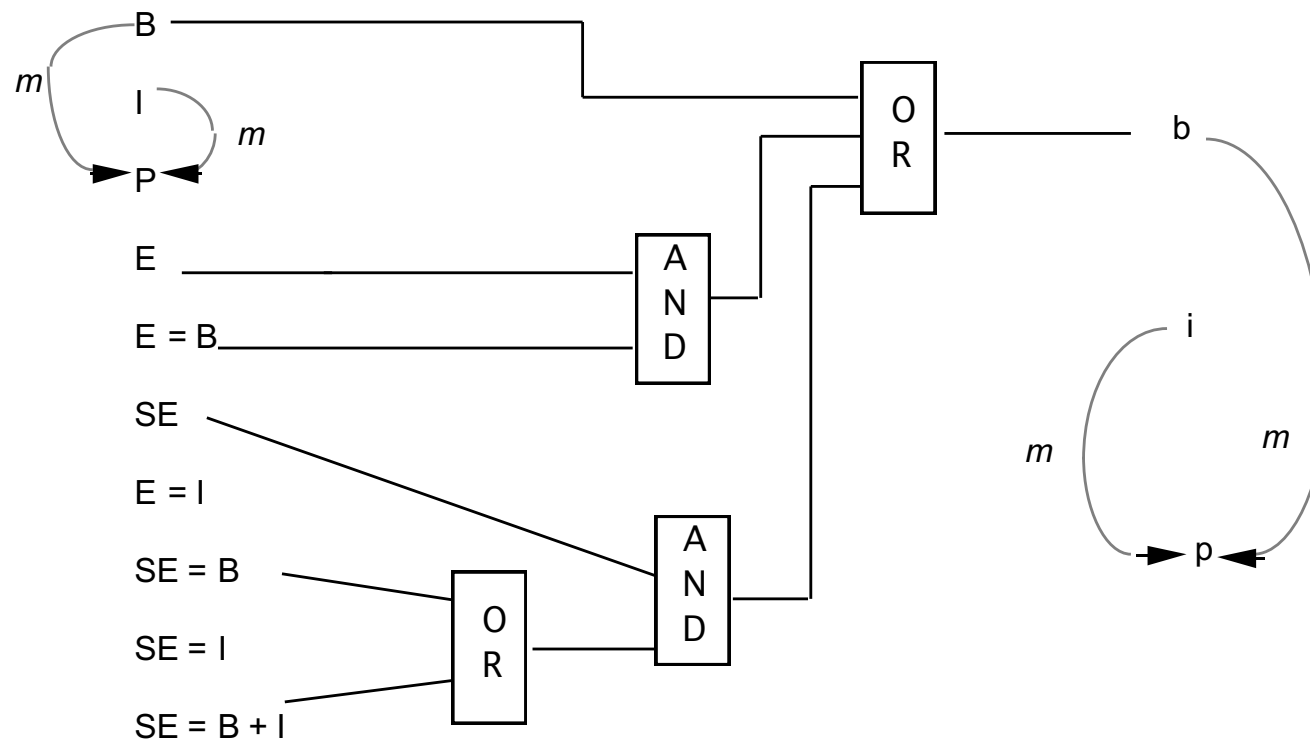 B
m
I
m
P
E
E = B
SE
E = I
SE = B
SE = I
SE = B + I
O
R
A
N
D
A
N
D
O
R
b
i
m
m
p